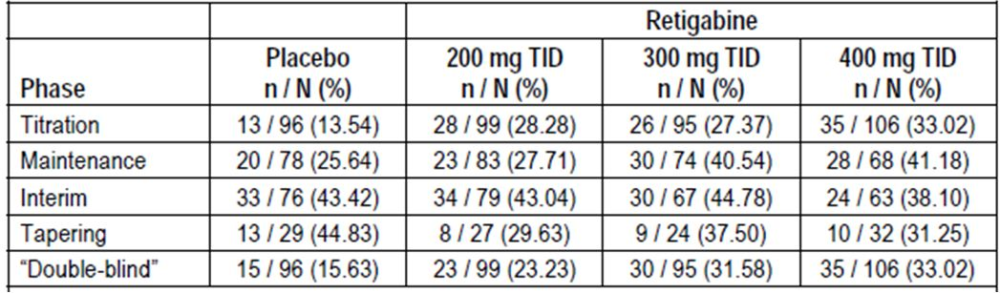 Retigabine
Phase Placebo n / N (%) 200 mg TID n / N (%) 300 mg TID n / N (%) 400 mg TID n / N (%)
Titration 13 / 96 (13.54) 28 / 99 (28.28) 26 / 95 (27.37) 35 / 106 (33.02)
Maintenance 20 / 78 (25.64) 23 / 83 (27.71) 30 / 74 (40.54) 28 / 68 (41.18)
Interim 33 / 76 (43.42) 34 / 79 (43.04) 30 / 67 (44.78) 24 / 63 (38.10)
Tapering 13 / 29 (44.83) 8 / 27 (29.63) 9 / 24 (37.50) 10 / 32 (31.25)
“Double-blind” 15 / 96 (15.63) 23 / 99 (23.23) 30 / 95 (31.58) 35 / 106 (33.02)